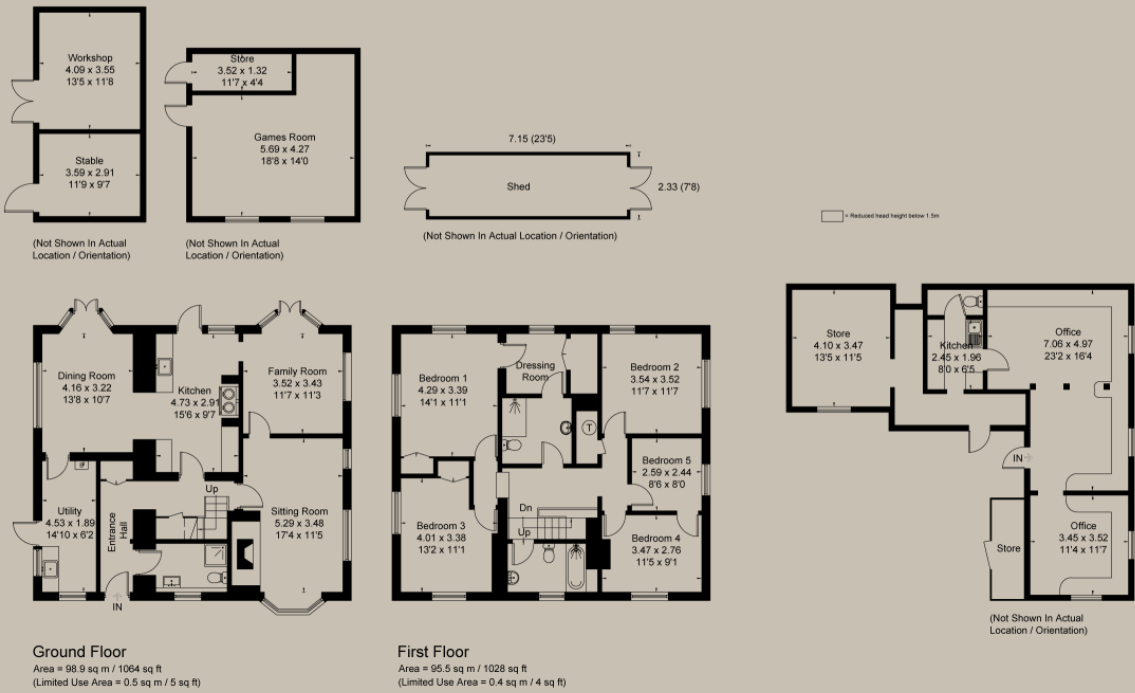 Workshop
4.09 x 3.55
13'5 x 11'8
Stable
3.59 x 2.91
11'9 x 9'7
(Not Shown In Actual
Location / Orientation)
Store
3.52 x 1.32
11'7 x 4'4
Games Room
5.69 x 4.27
18'8 x 14'0
(Not Shown In Actual
Location / Orientation)
7.15 (23'5)
Shed
2.33 (7'8)
(Not Shown In Actual Location / Orientation)
= Reduced head height below 1.5m
Dining Room
4.16 x 3.22
13'8 x 10'7
Kitchen
4.73 x 2.91
15'6 x 9'7
Family Room
3.52 x 3.43
11'7 x 11'3
Utility
4.53 x 1.89
14'10 x 6'2
Entrance
Hall
Up
Sitting Room
5.29 x 3.48
17'4 x 11'5
IN
Ground Floor
Area = 98.9 sq m / 1064 sq ft
(Limited Use Area = 0.5 sq m / 5 sq ft)
Bedroom 1
4.29 x 3.39
14'1 x 11'1
Dressing
Room
Bedroom 2
3.54 x 3.52
11'7 x 11'7
T
Bedroom 5
2.59 x 2.44
8'6 x 8'0
Bedroom 3
4.01 x 3.38
13'2 x 11'1
Dn
Up
Bedroom 4
3.47 x 2.76
11'5 x 9'1
First Floor
Area = 95.5 sq m / 1028 sq ft
(Limited Use Area = 0.4 sq m / 4 sq ft)
Store
4.10 x 3.47
13'5 x 11'5
Kitchen
2.45 x 1.96
8'0 x 6'5
Office
7.06 x 4.97
23'2 x 16'4
IN
Office
3.45 x 3.52
11'4 x 11'7
Store
(Not Shown In Actual
Location / Orientation)